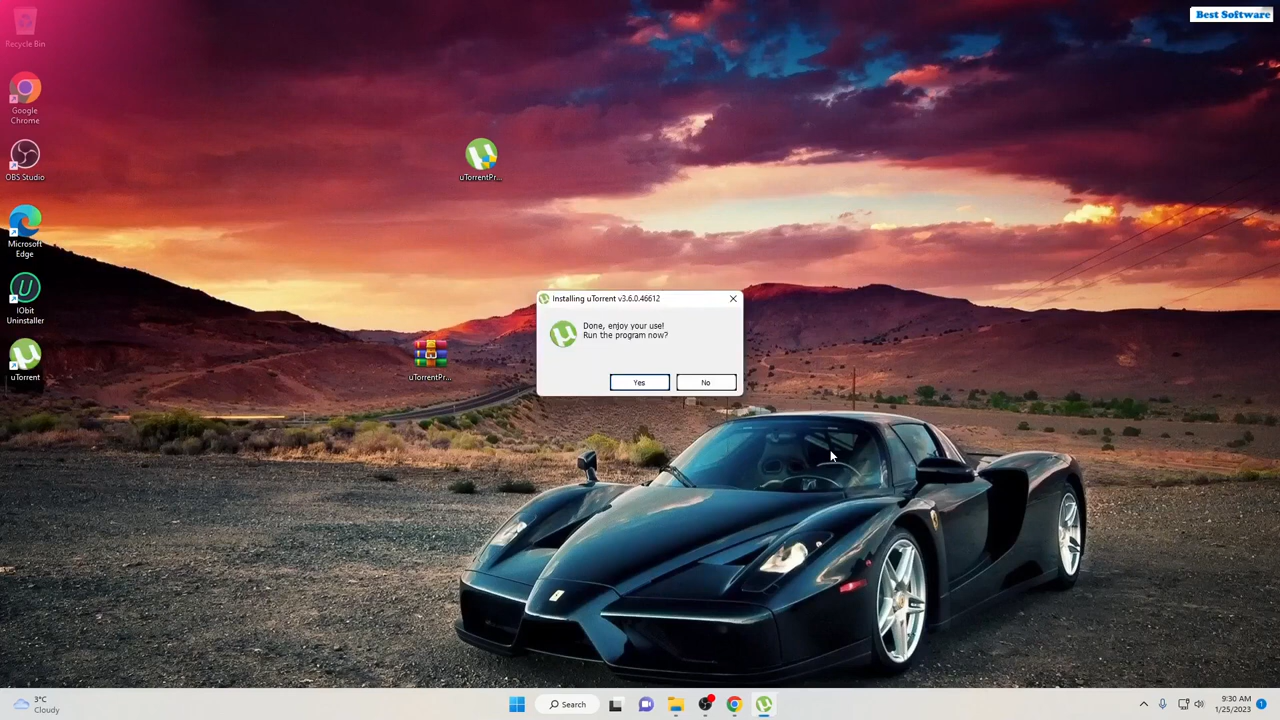 Best Software
Recycle Bin
Google
Chrome
OBS Studio
Microsoft
Edge
IObit
Uninstaller
uTorrent
uTorrentPr...
uTorrentPr...
Installing uTorrent v3.6.0.46612
Done, enjoy your use!
Run the program now?
Yes
No
3°C
Cloudy
Search
9:30 AM
1/25/2023
1